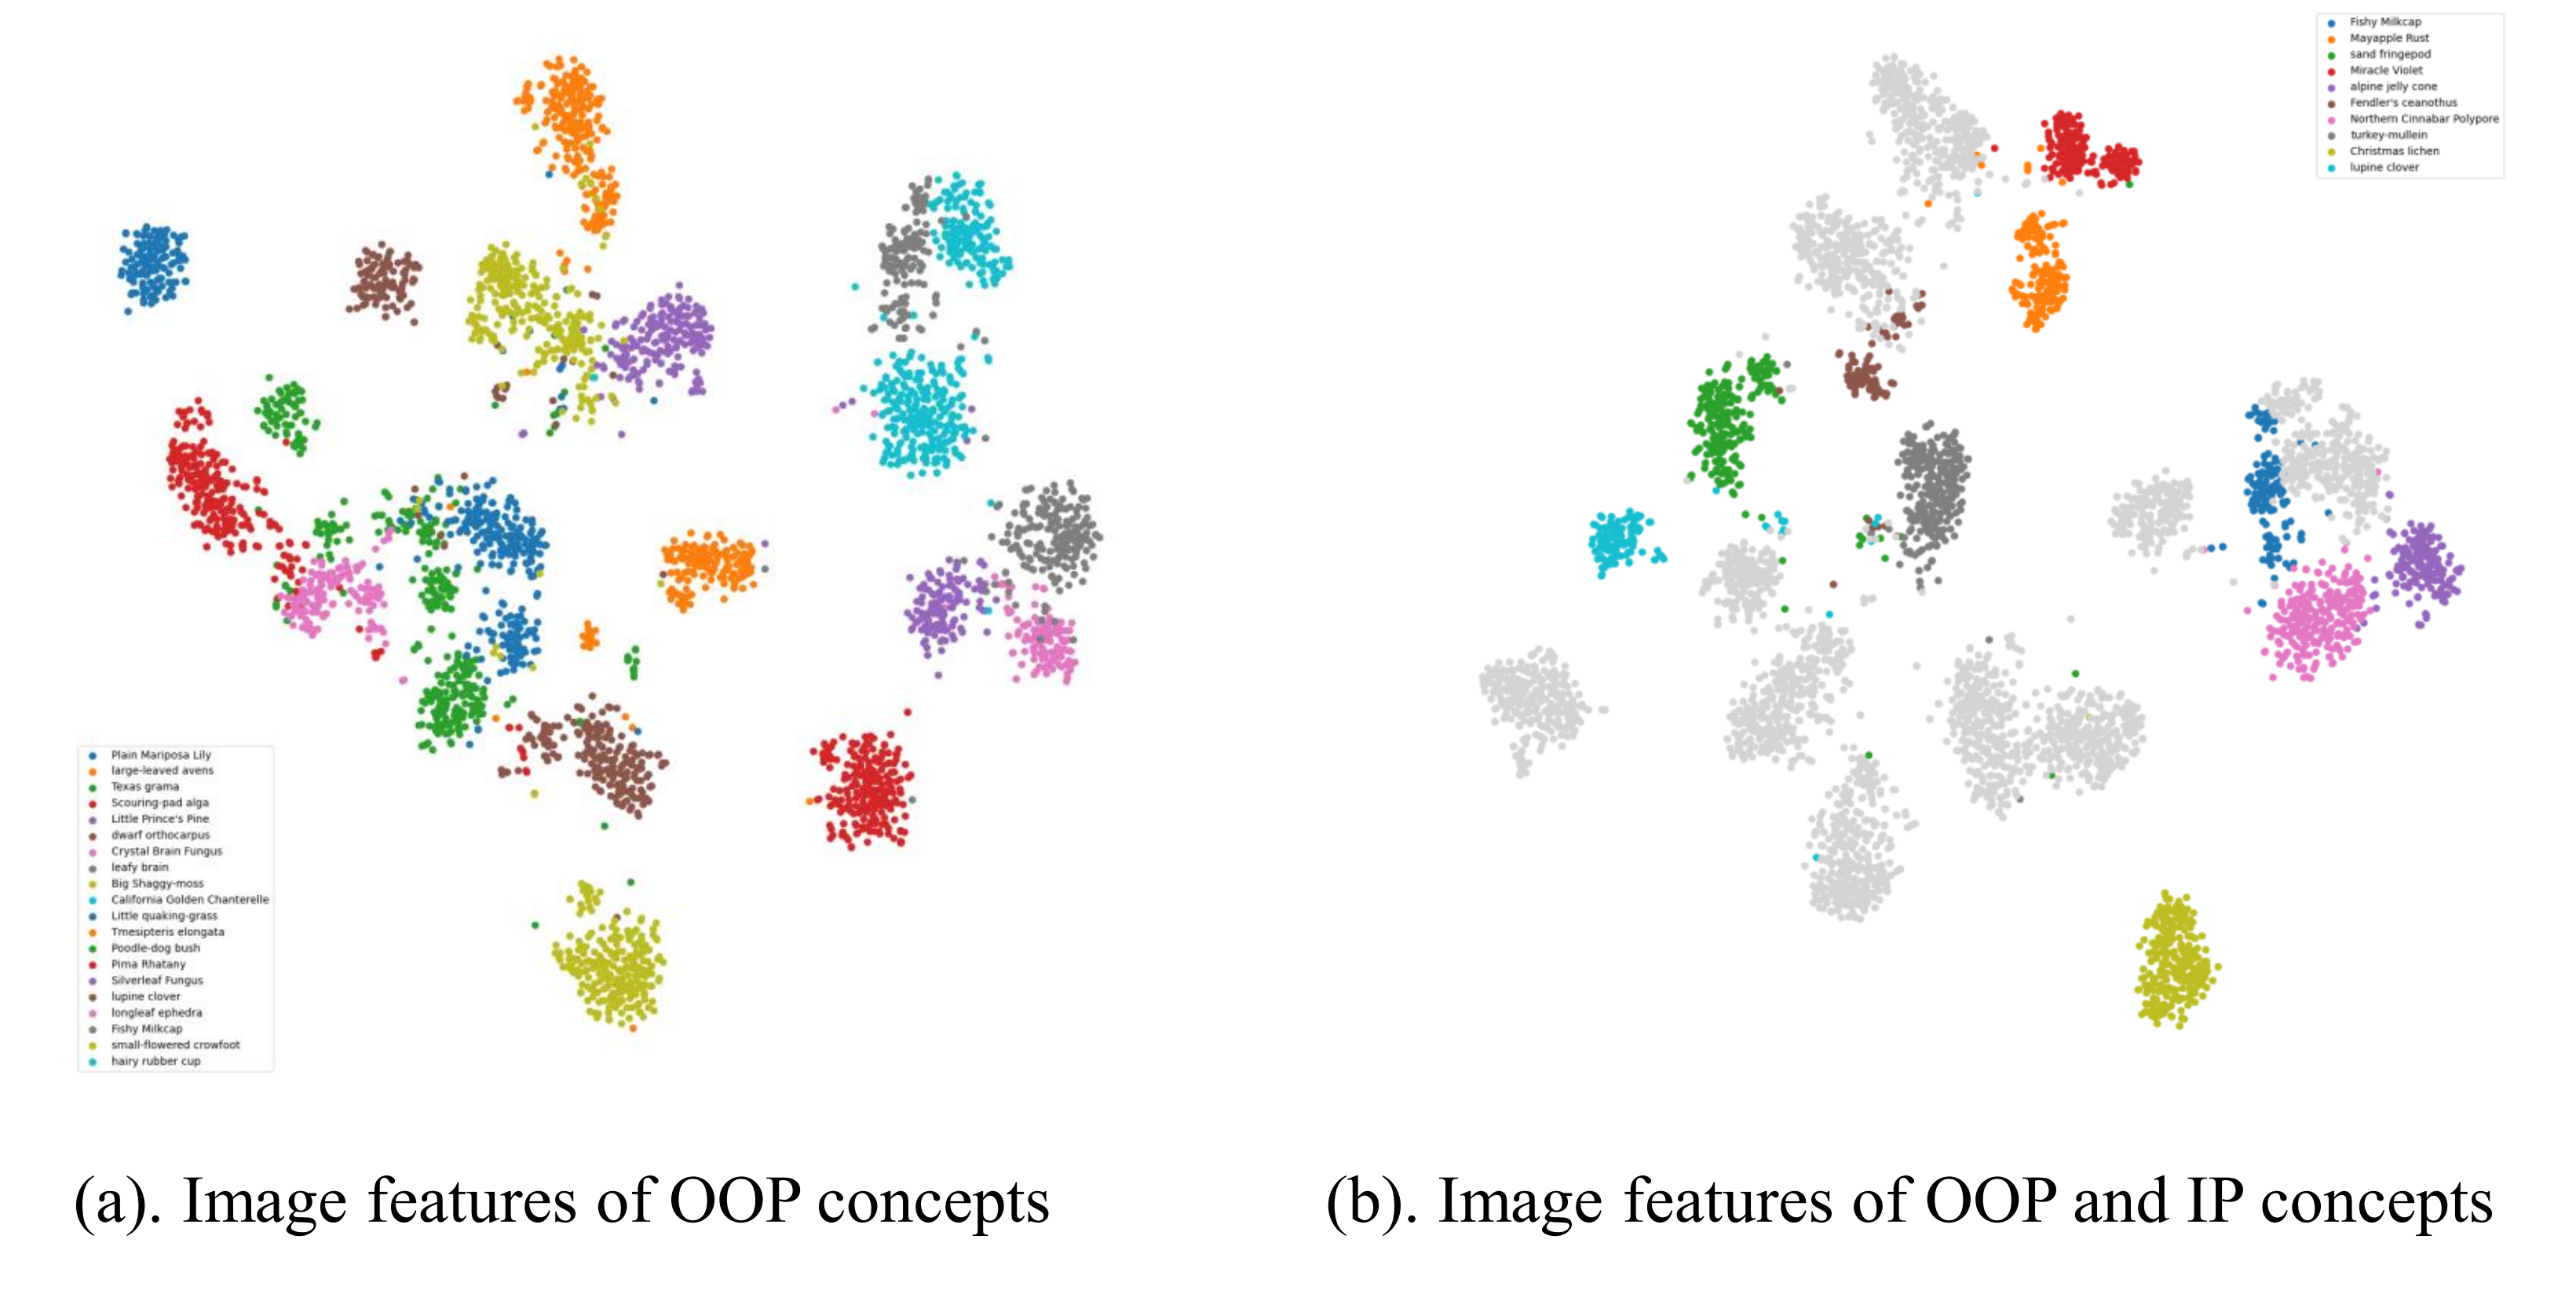 Plain Mariposa Lily
large-leaved avens
Texas grama
Scouring-pad alga
Little Prince's Pine
dwarf orthocarpus
Crystal Brain Fungus
leafy brain
Big Shaggy-moss
California Golden Chanterelle
Little quaking-grass
Tmesipteris elongata
Poodle-dog bush
Pima Rhatany
Silverleaf Fungus
lupine clover
longleaf ephedra
Fishy Milkcap
small-flowered crowfoot
hairy rubber cup
(a). Image features of OOP concepts
Fishy Milkcap
Mayapple Rust
sand fringepod
Miracle Violet
alpine jelly cone
Fendler's ceanothus
Northern Cinnabar Polypore
turkey-mullein
Christmas lichen
lupine clover
(b). Image features of OOP and IP concepts